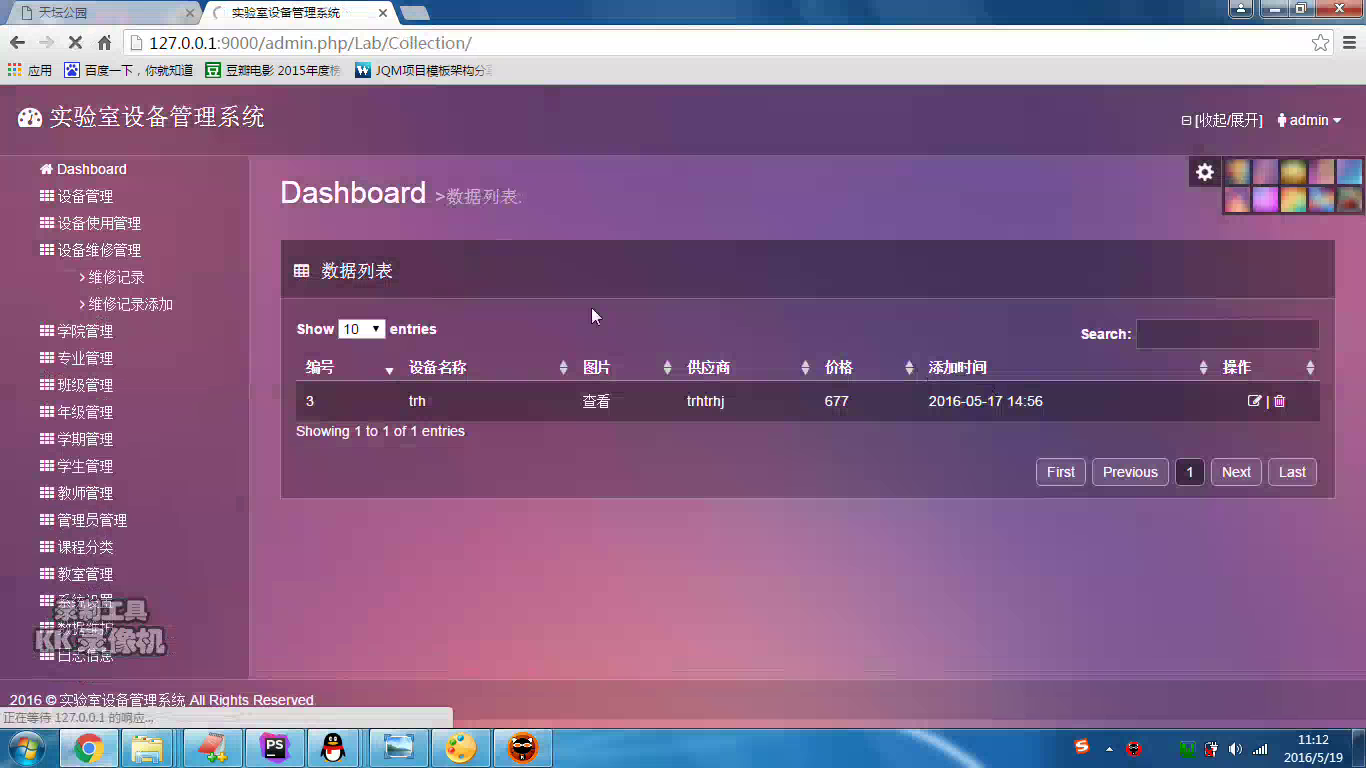 天坛公园
实验室设备管理系统
127.0.0.1:9000/admin.php/Lab/Collection/
应用 百度一下，你就知道 豆瓣电影 2015年度榜 JQM项目模板架构分
实验室设备管理系统
[收起/展开] admin
Dashboard
设备管理
设备使用管理
设备维修管理
维修记录
维修记录添加
学院管理
专业管理
班级管理
年级管理
学期管理
学生管理
教师管理
管理员管理
课程分类
教室管理
系统设置
日志信息
录制工具
KK录像机
Dashboard >数据列表.
数据列表
Show 10 entries
Search:
编号 设备名称 图片 供应商 价格 添加时间 操作
3 trh 查看 trhtrhj 677 2016-05-17 14:56 |
Showing 1 to 1 of 1 entries
First Previous 1 Next Last
2016 © 实验室设备管理系统 All Rights Reserved
正在等待 127.0.0.1 的响应...
PS
11:12
2016/5/19